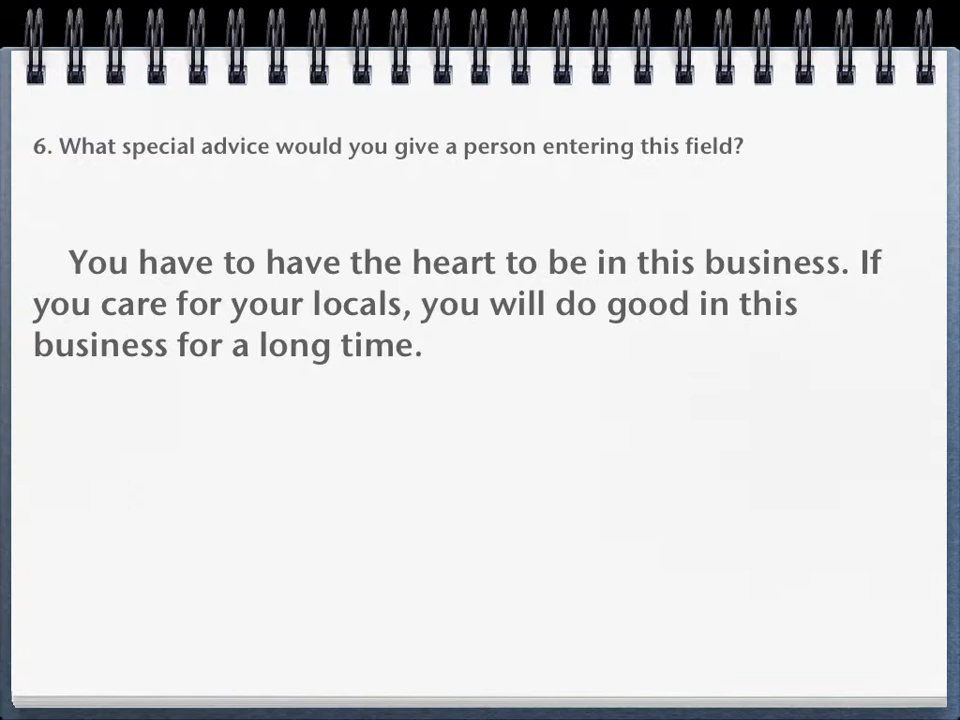 6. What special advice would you give a person entering this field?
You have to have the heart to be in this business. If
you care for your locals, you will do good in this
business for a long time.